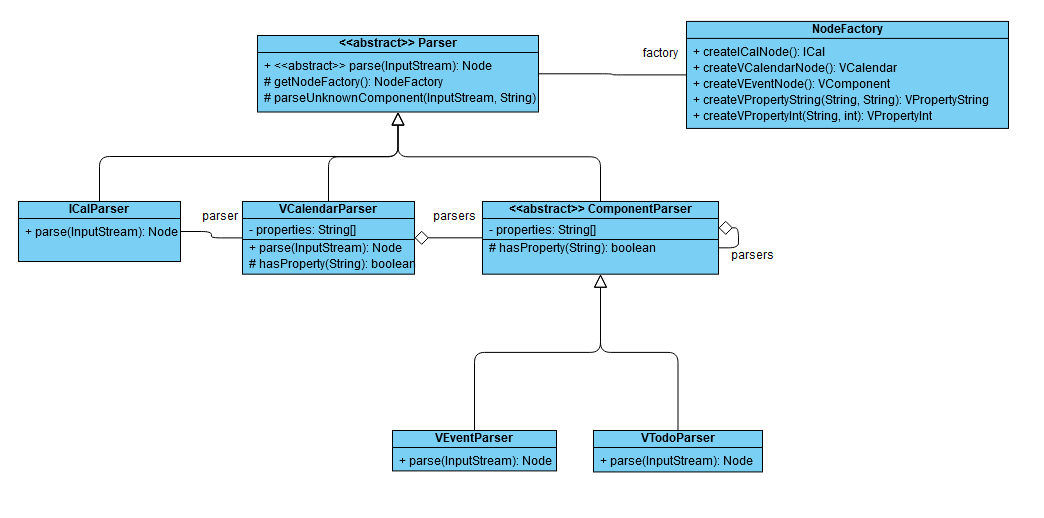 <<abstract>> Parser
+ <<abstract>> parse(InputStream): Node
# getNodeFactory(): NodeFactory
# parseUnknownComponent(InputStream, String)
factory
NodeFactory
+ createICalNode(): ICal
+ createVCalendarNode(): VCalendar
+ createVEventNode(): VComponent
+ createVPropertyString(String, String): VPropertyString
+ createVPropertyInt(String, int): VPropertyInt
ICalParser
+ parse(InputStream): Node
parser
VCalendarParser
- properties: String[]
+ parse(InputStream): Node
# hasProperty(String): boolean
parsers
<<abstract>> ComponentParser
- properties: String[]
# hasProperty(String): boolean
parsers
VEventParser
+ parse(InputStream): Node
VTodoParser
+ parse(InputStream): Node